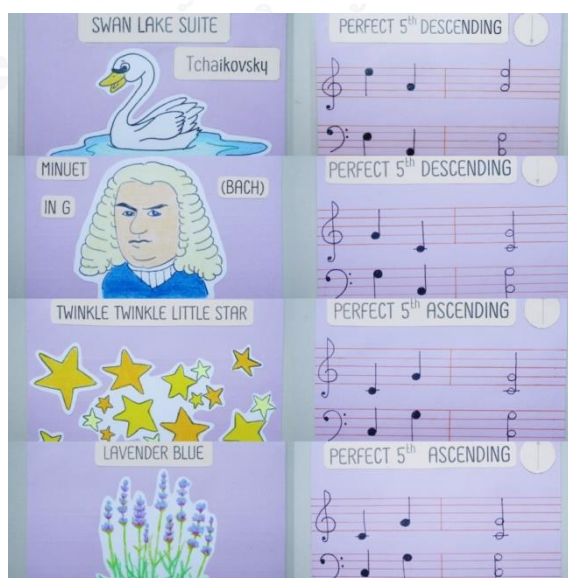 SWAN LAKE SUITE
Tchaikovsky
PERFECT 5th DESCENDING
MINUET
IN G
(BACH)
PERFECT 5th DESCENDING
TWINKLE TWINKLE LITTLE STAR
PERFECT 5th ASCENDING
LAVENDER BLUE
PERFECT 5th ASCENDING